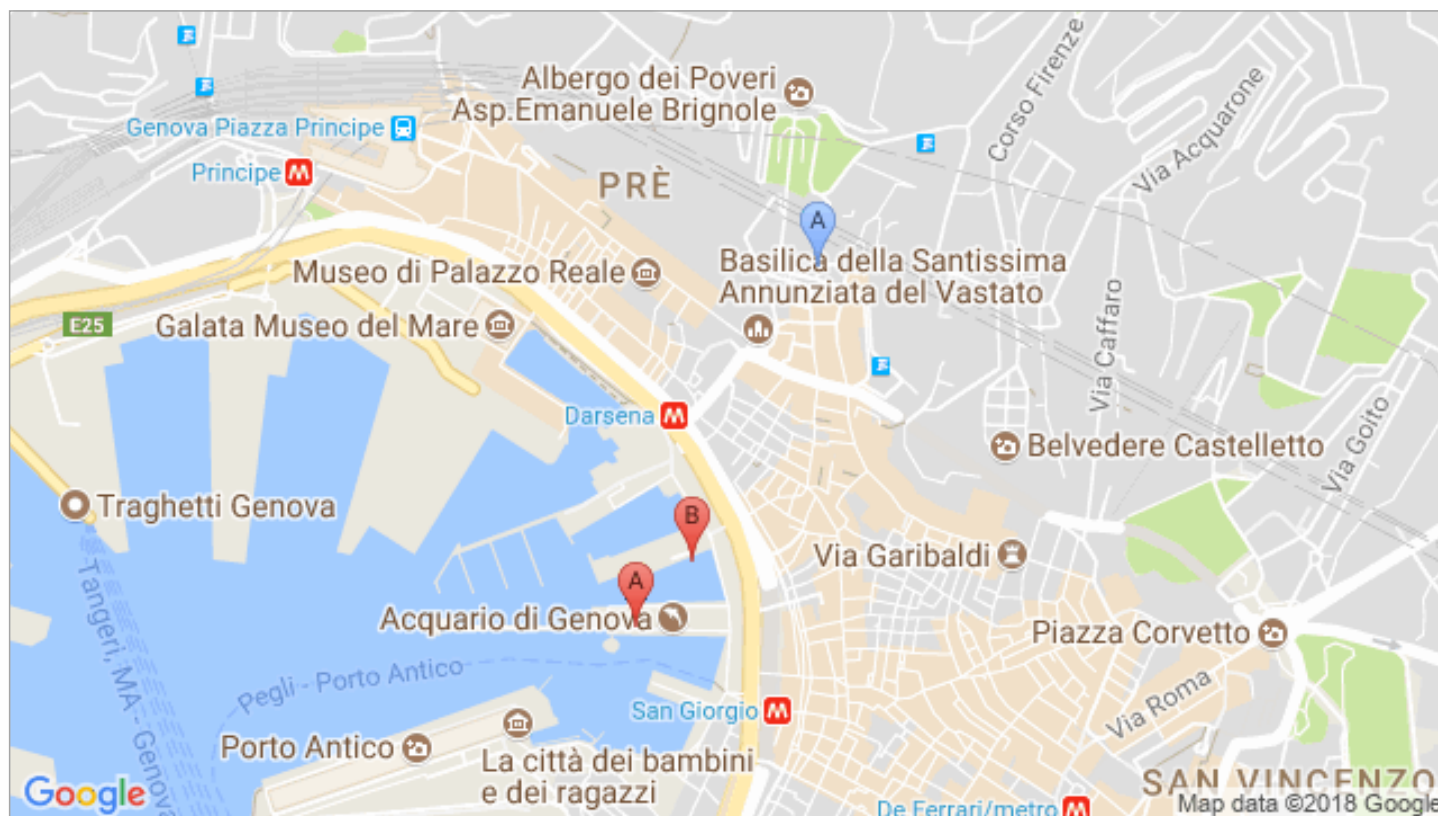 Albergo dei Poveri
Asp.Emanuele Brignole
Corso Firenze
Via Acquarone
Genova Piazza Principe
Principe M
PRÈ
A
Basilica della Santissima
Annunziata del Vastato
Museo di Palazzo Reale
Galata Museo del Mare
E25
Via Caffaro
Via Goito
Darsena M
Belvedere Castelletto
Traghetti Genova
B
Via Garibaldi
A
Acquario di Genova
Tangeri, MA - Genova
Pegli - Porto Antico
Piazza Corvetto
San Giorgio M
Via Roma
Porto Antico
La città dei bambini
e dei ragazzi
SAN VINCENZO
Google
De Ferrari/metro M
Map data ©2018 Google